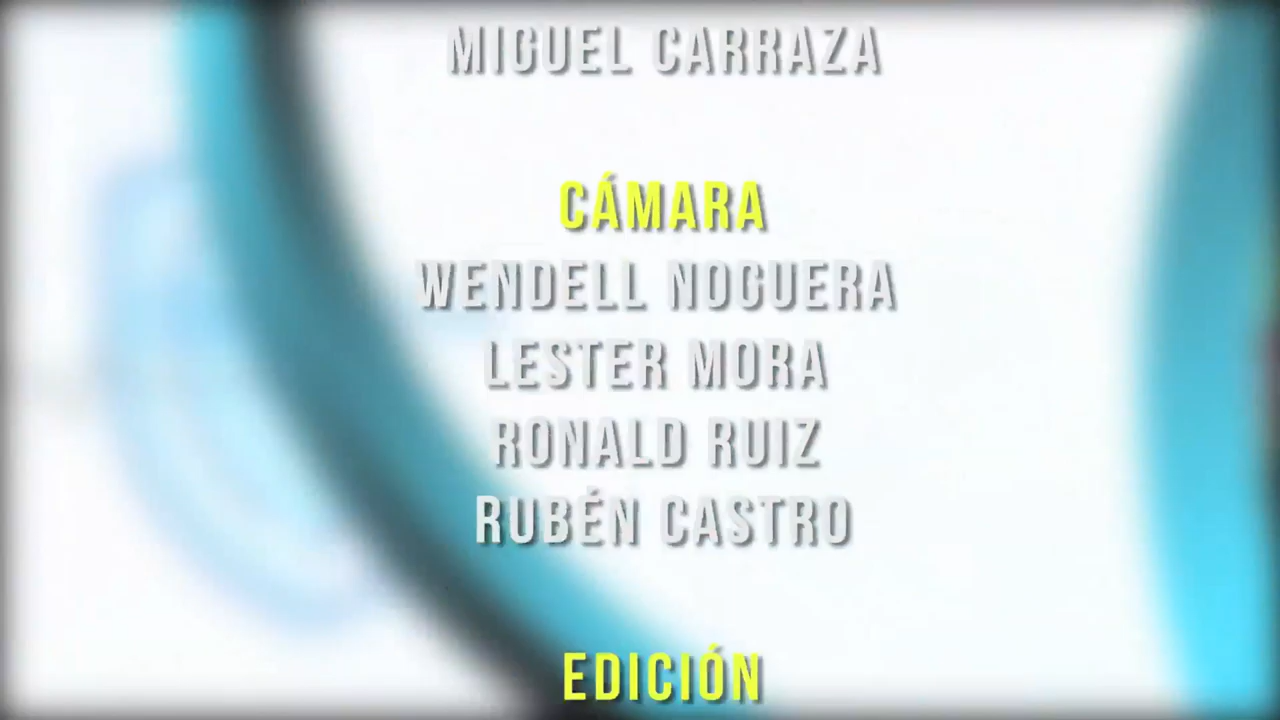 MIGUEL CARRAZA
CÁMARA
WENDELL NOGUERA
LESTER MORA
RONALD RUIZ
RUBÉN CASTRO
EDICIÓN